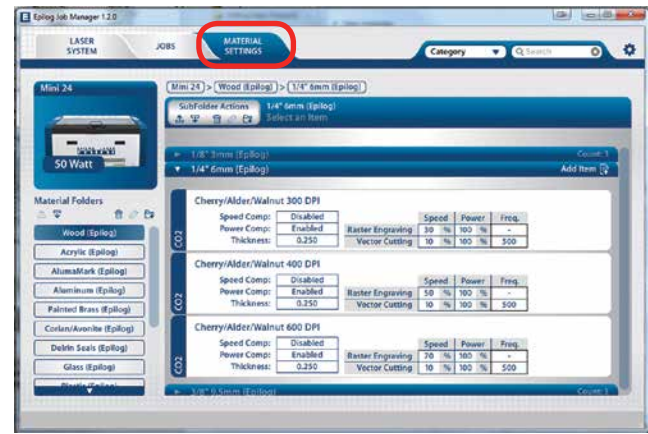 Epilog Job Manager 1.2.0
LASER SYSTEM
JOBS
MATERIAL SETTINGS
Category
Search
Mini 24
50 Watt
Material Folders
Wood (Epilog)
Acrylic (Epilog)
AlumaMark (Epilog)
Aluminum (Epilog)
Painted Brass (Epilog)
Corian/Avonite (Epilog)
Delrin Seals (Epilog)
Glass (Epilog)
Plastic (Epilog)
Mini 24 > Wood (Epilog) > 1/4" 6mm (Epilog)
SubFolder Actions
1/4" 6mm (Epilog)
Select an Item
1/8" 3mm (Epilog) Count: 1
1/4" 6mm (Epilog) Add Item
CO2
Cherry/Alder/Walnut 300 DPI
Speed Comp: Disabled Speed Power Freq.
Power Comp: Enabled Raster Engraving 30 % 100 % -
Thickness: 0.250 Vector Cutting 10 % 100 % 500
CO2
Cherry/Alder/Walnut 400 DPI
Speed Comp: Disabled Speed Power Freq.
Power Comp: Enabled Raster Engraving 50 % 100 % -
Thickness: 0.250 Vector Cutting 10 % 100 % 500
CO2
Cherry/Alder/Walnut 600 DPI
Speed Comp: Disabled Speed Power Freq.
Power Comp: Enabled Raster Engraving 70 % 100 % -
Thickness: 0.250 Vector Cutting 10 % 100 % 500
3/8" 9.5mm (Epilog) Count: 1